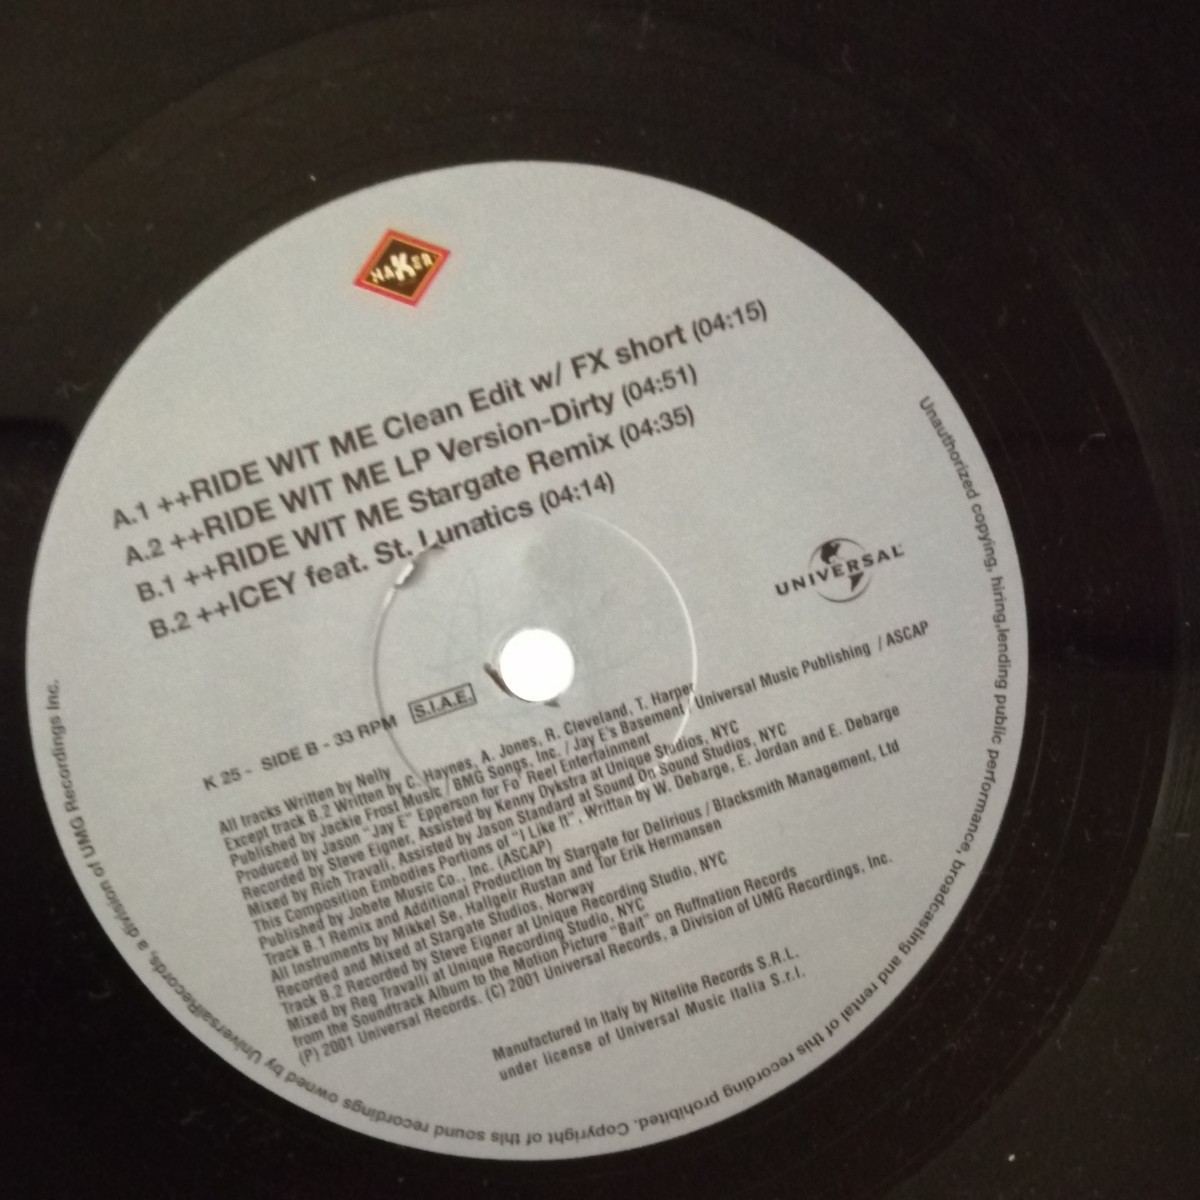 NAKER
A.1 ++RIDE WIT ME Clean Edit w/ FX short (04:15)
A.2 ++RIDE WIT ME LP Version-Dirty (04:51)
B.1 ++RIDE WIT ME Stargate Remix (04:35)
B.2 ++ICEY feat. St. Lunatics (04:14)
UNIVERSAL
K 25 - SIDE B - 33 RPM S.I.A.E.
All tracks Written by Nelly
Except track B.2 Written by C. Haynes, A. Jones, R. Cleveland, T. Harper
Published by Jackie Frost Music / BMG Songs, Inc. / Jay E's Basement / Universal Music Publishing / ASCAP
Produced by Jason "Jay E" Epperson for Fo' Reel Entertainment
Recorded by Steve Eigner, Assisted by Kenny Dykstra at Unique Studios, NYC
Mixed by Rich Travali, Assisted by Jason Standard at Sound On Sound Studios, NYC
This Composition Embodies Portions of "I Like It", Written by W. Debarge, E. Jordan and E. Debarge
Published by Jobete Music Co., Inc. (ASCAP)
Track B.1 Remix and Additional Production by Stargate for Delirious / Blacksmith Management, Ltd
All Instruments by Mikkel Se, Hallgeir Rustan and Tor Erik Hermansen
Recorded and Mixed at Stargate Studios, Norway
Track B.2 Recorded by Steve Eigner at Unique Recording Studio, NYC
Mixed by Reg Travalli at Unique Recording Studio, NYC
from the Soundtrack Album to the Motion Picture "Bait" on Ruffnation Records
(P) 2001 Universal Records. (C) 2001 Universal Records, a Division of UMG Recordings, Inc.
Manufactured In Italy by Nitelite Records S.R.L.
under license of Universal Music Italia S.r.l.
Unauthorized copying, hiring,lending public performance, broadcasting and rental of this recording prohibited. Copyright of this sound recordings owned by UniversalRecords, a division of UMG Recordings Inc.